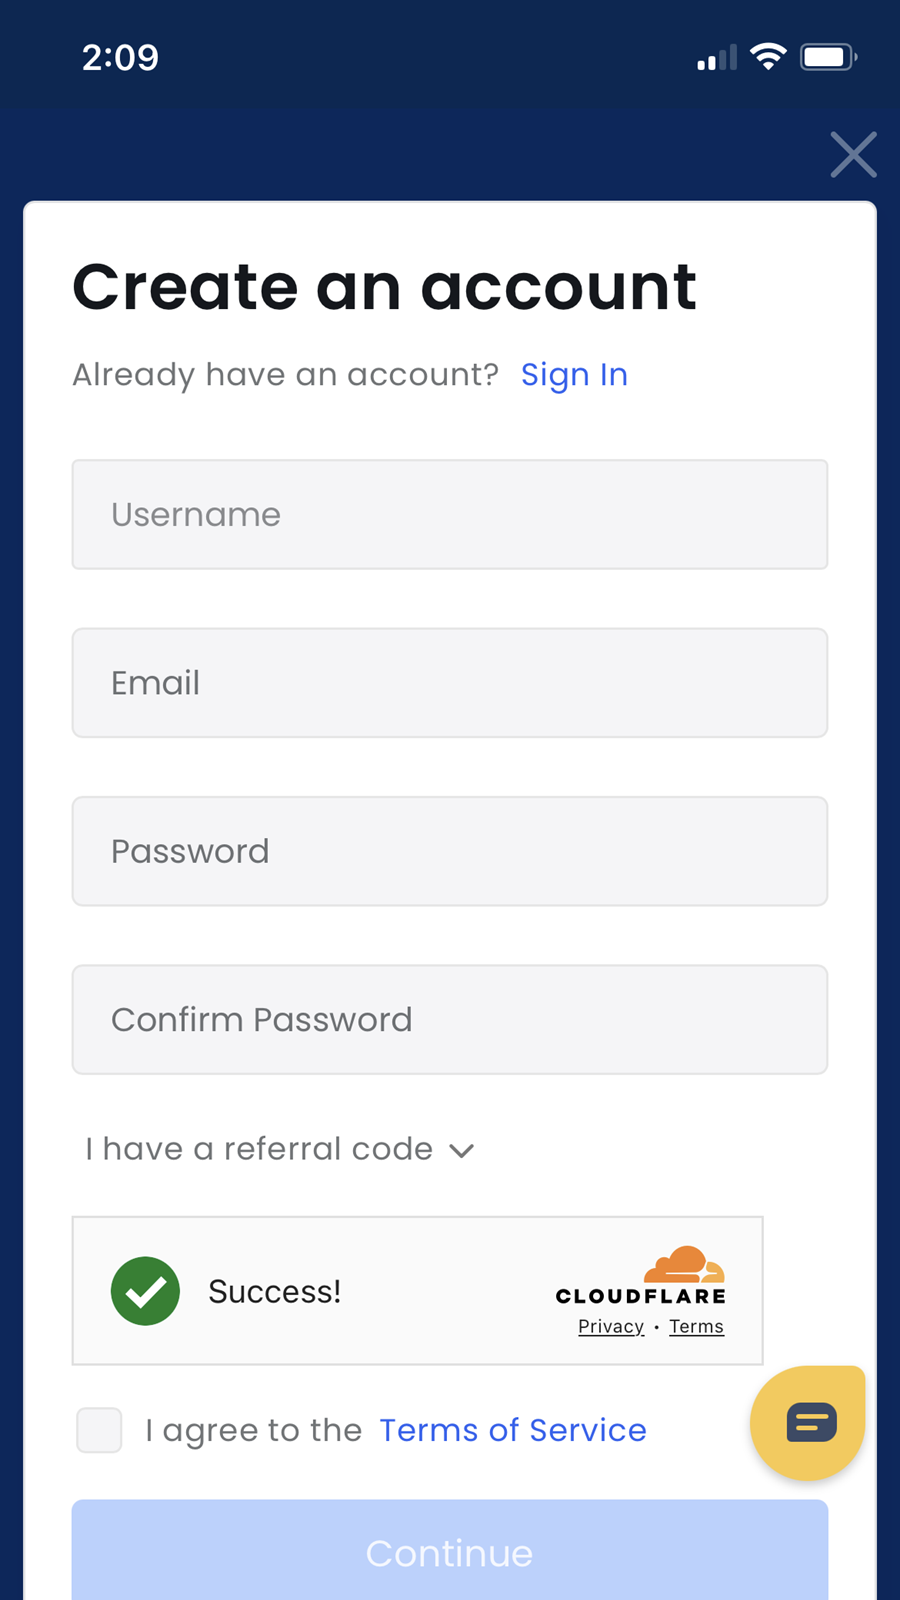 2:09
Create an account
Already have an account? Sign In
Username
Email
Password
Confirm Password
I have a referral code
Success!
CLOUDFLARE
Privacy • Terms
I agree to the Terms of Service
Continue